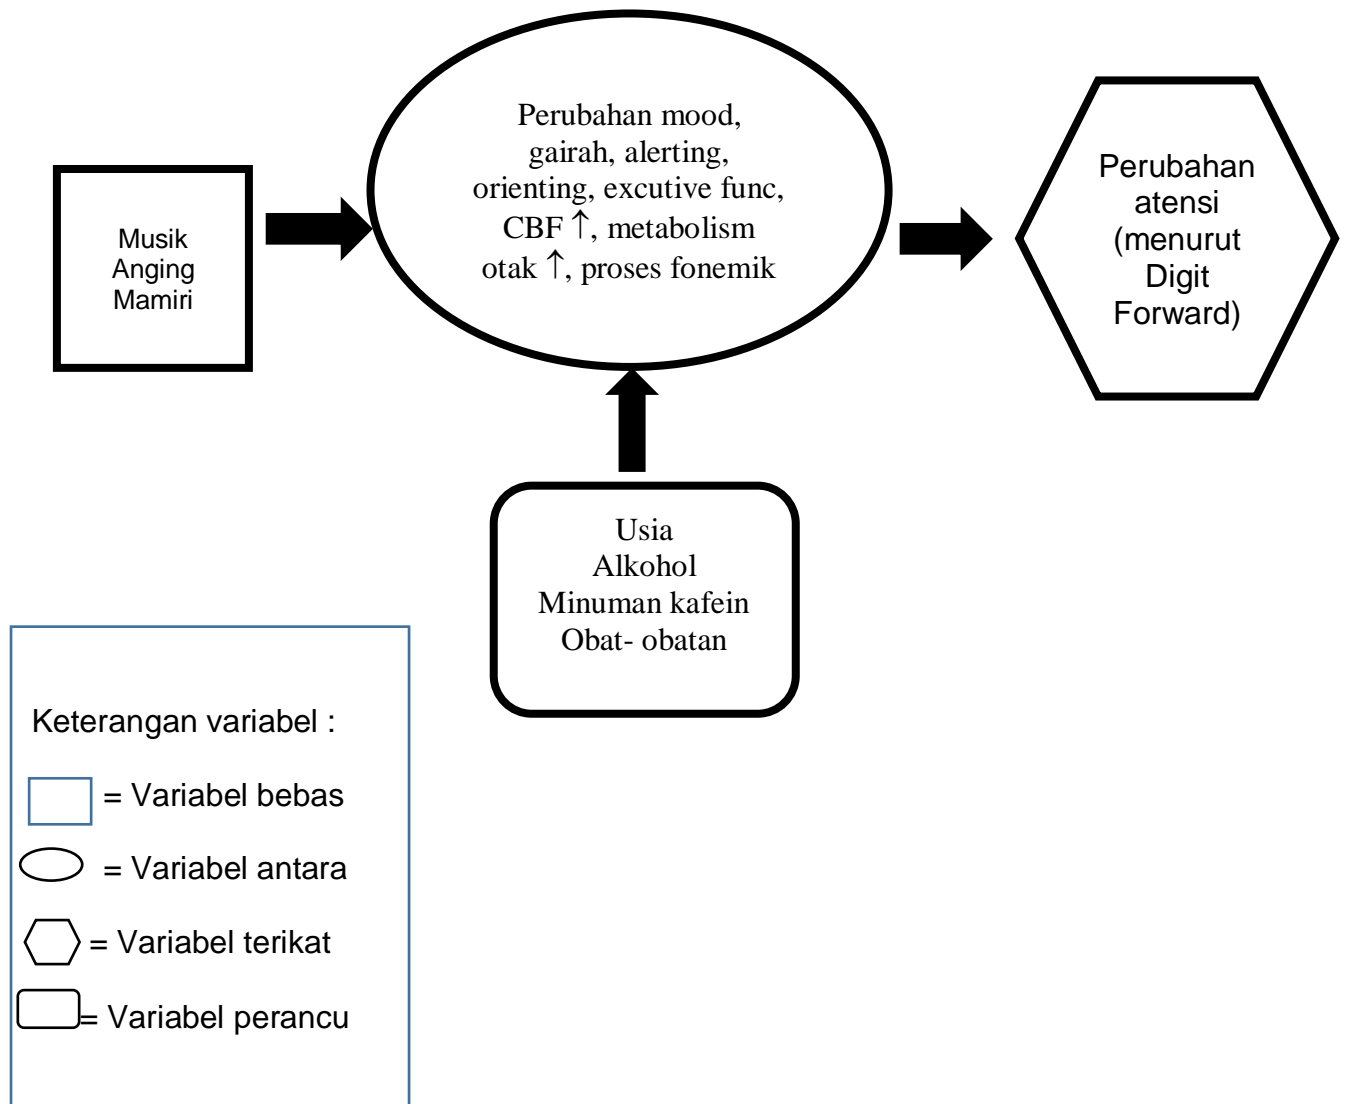 Musik
Anging
Mamiri
Perubahan mood,
gairah, alerting,
orienting, excutive func,
CBF ↑, metabolism
otak ↑, proses fonemik
Perubahan
atensi
(menurut
Digit
Forward)
Usia
Alkohol
Minuman kafein
Obat- obatan
Keterangan variabel :
= Variabel bebas
= Variabel antara
= Variabel terikat
= Variabel perancu